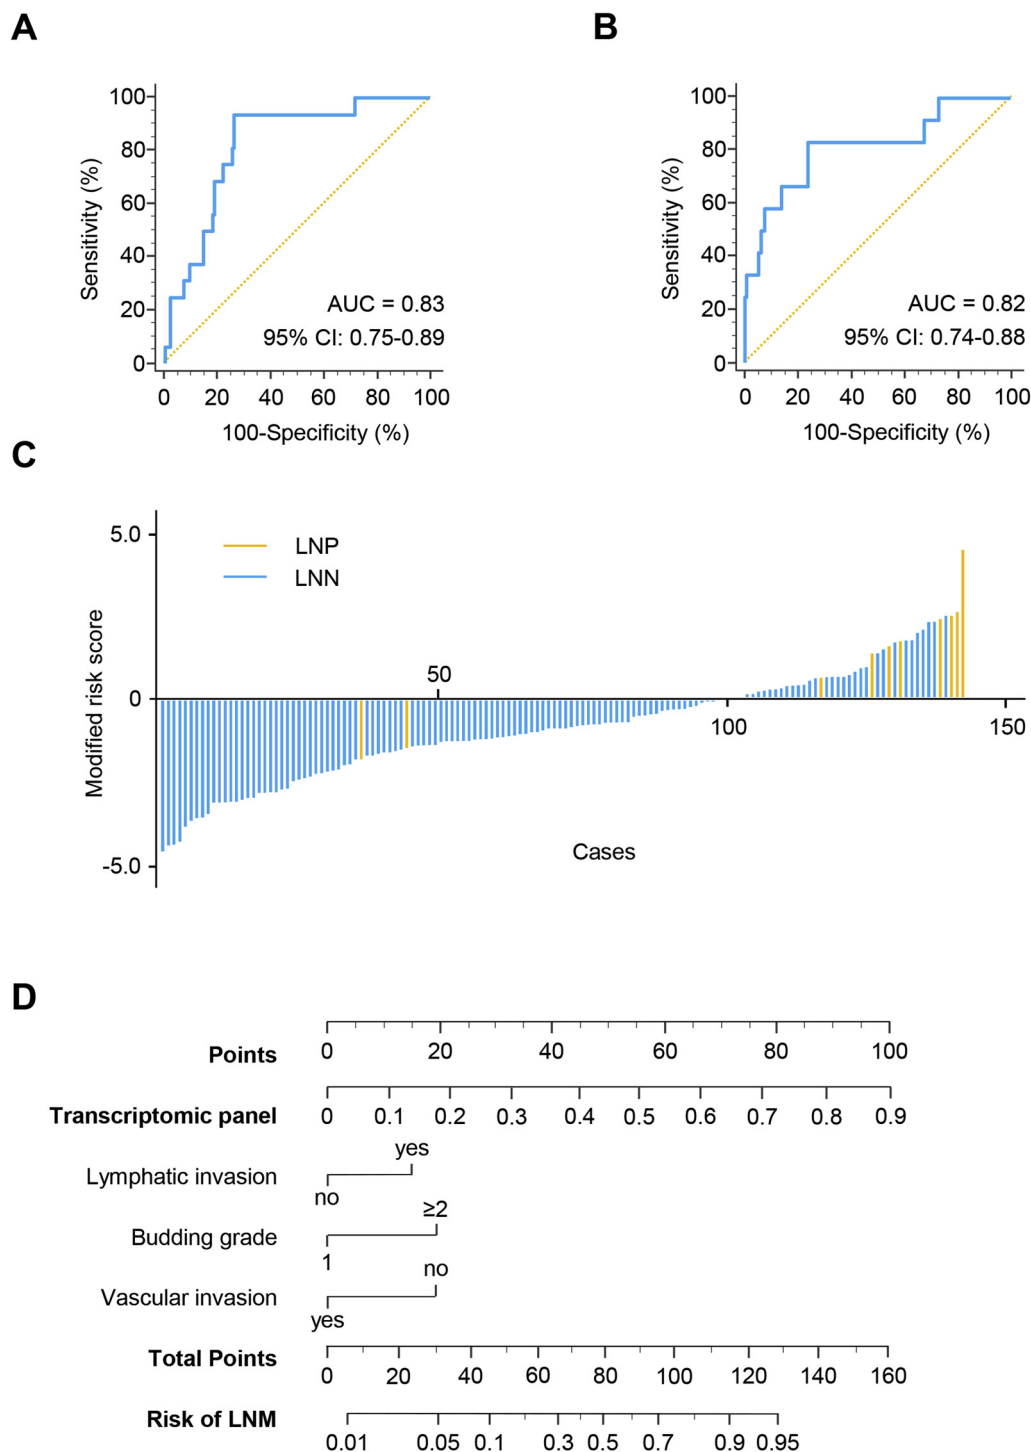 A
B
100
80
60
40
20
0
Sensitivity (%)
AUC = 0.83
95% CI: 0.75-0.89
0 20 40 60 80 100
100-Specificity (%)
100
80
60
40
20
0
Sensitivity (%)
AUC = 0.82
95% CI: 0.74-0.88
0 20 40 60 80 100
100-Specificity (%)
C
5.0
0
-5.0
Modified risk score
LNP
LNN
50
100
150
Cases
D
Points
0 20 40 60 80 100
Transcriptomic panel
0 0.1 0.2 0.3 0.4 0.5 0.6 0.7 0.8 0.9
yes
Lymphatic invasion
no
≥2
Budding grade
1
no
Vascular invasion
yes
Total Points
0 20 40 60 80 100 120 140 160
Risk of LNM
0.01 0.05 0.1 0.3 0.5 0.7 0.9 0.95